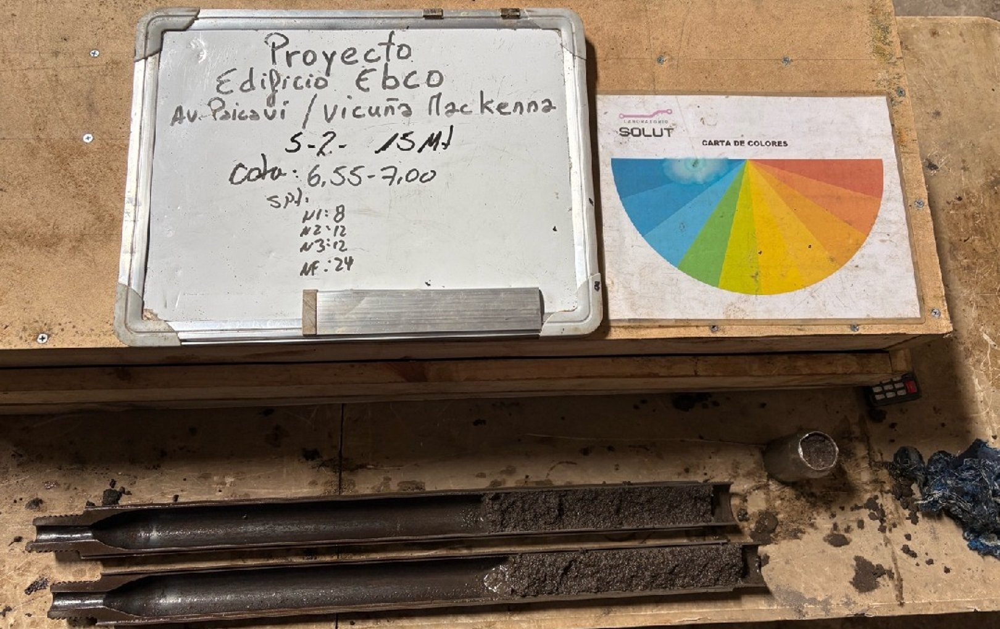 Proyecto
Edificio Ebco
Av. Paicavi / Vicuña Mackenna
S-2- 15 Mt
Cota: 6,55-7,00
Spt:
N1: 8
N2: 12
N3: 12
NF.: 24
LABORATORIO
SOLUT
CARTA DE COLORES